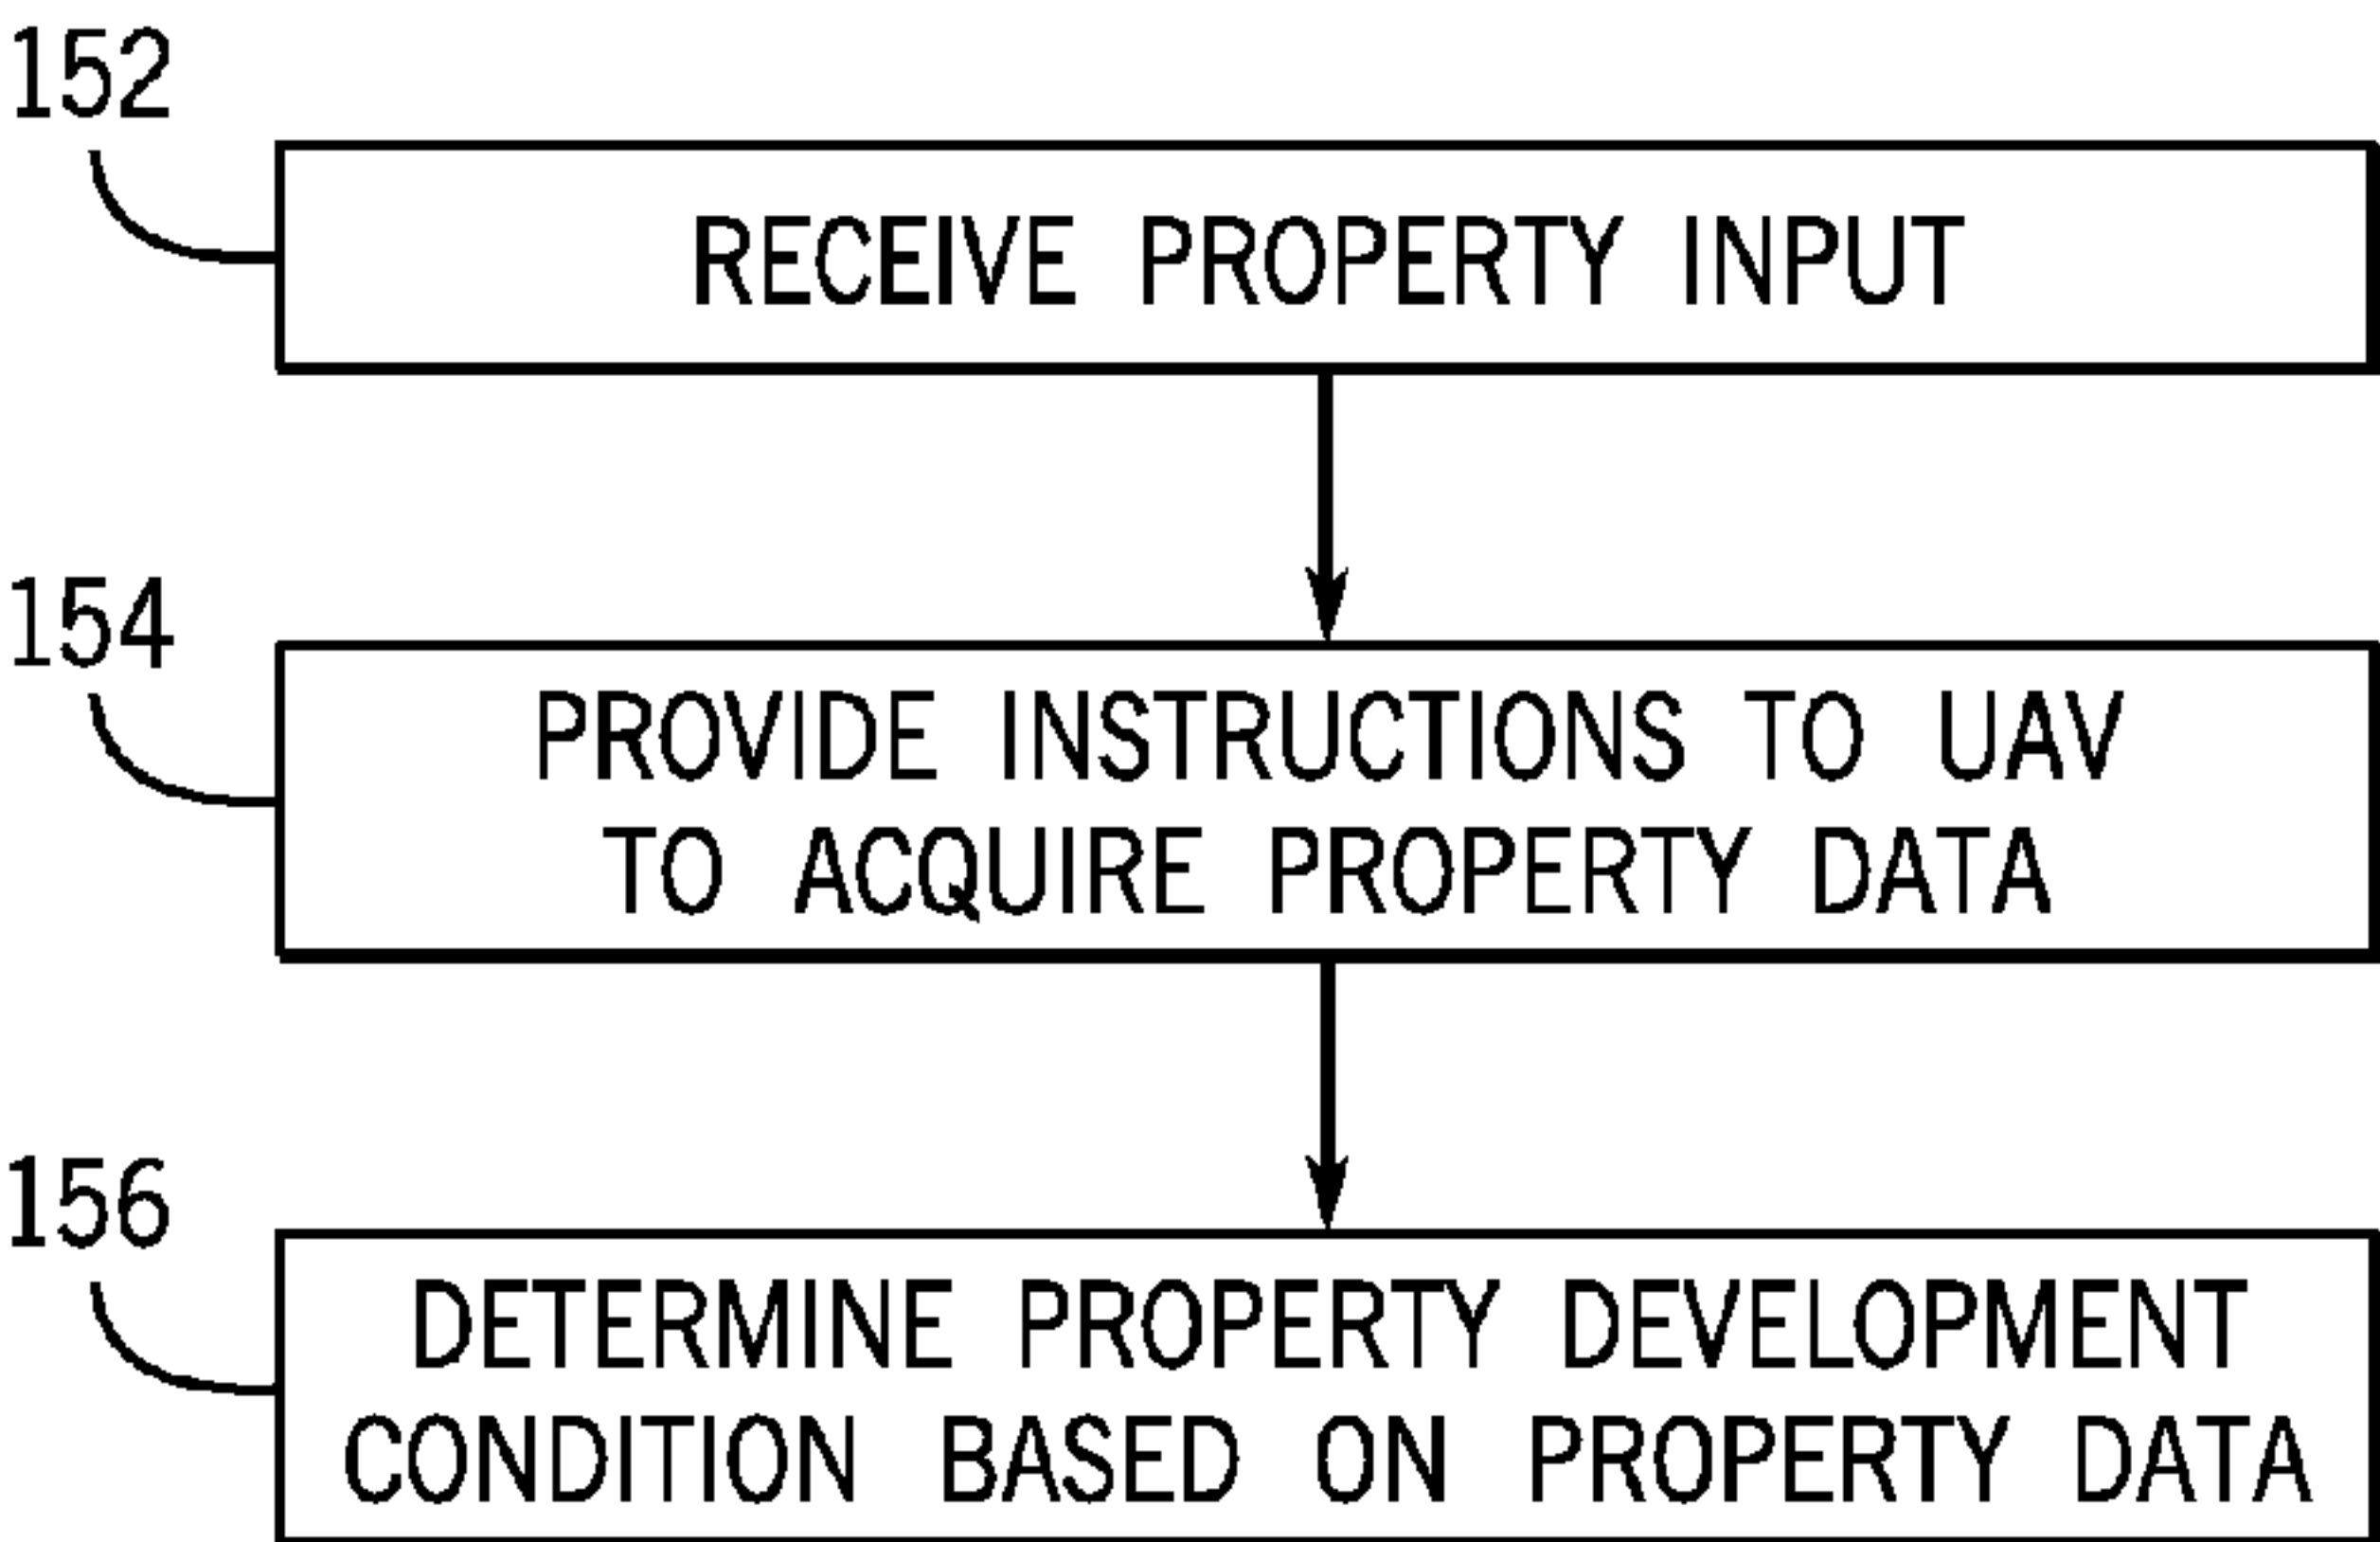 152
RECEIVE PROPERTY INPUT
154
PROVIDE INSTRUCTIONS TO UAV
TO ACQUIRE PROPERTY DATA
156
DETERMINE PROPERTY DEVELOPMENT
CONDITION BASED ON PROPERTY DATA